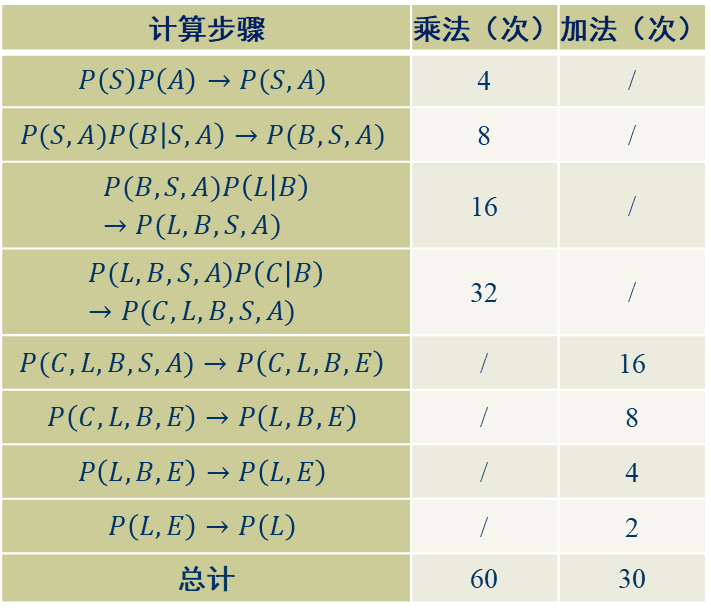 计算步骤 乘法（次） 加法（次）
P(S)P(A) → P(S, A) 4 /
P(S, A)P(B|S, A) → P(B, S, A) 8 /
P(B, S, A)P(L|B)
→ P(L, B, S, A) 16 /
P(L, B, S, A)P(C|B)
→ P(C, L, B, S, A) 32 /
P(C, L, B, S, A) → P(C, L, B, E) / 16
P(C, L, B, E) → P(L, B, E) / 8
P(L, B, E) → P(L, E) / 4
P(L, E) → P(L) / 2
总计 60 30